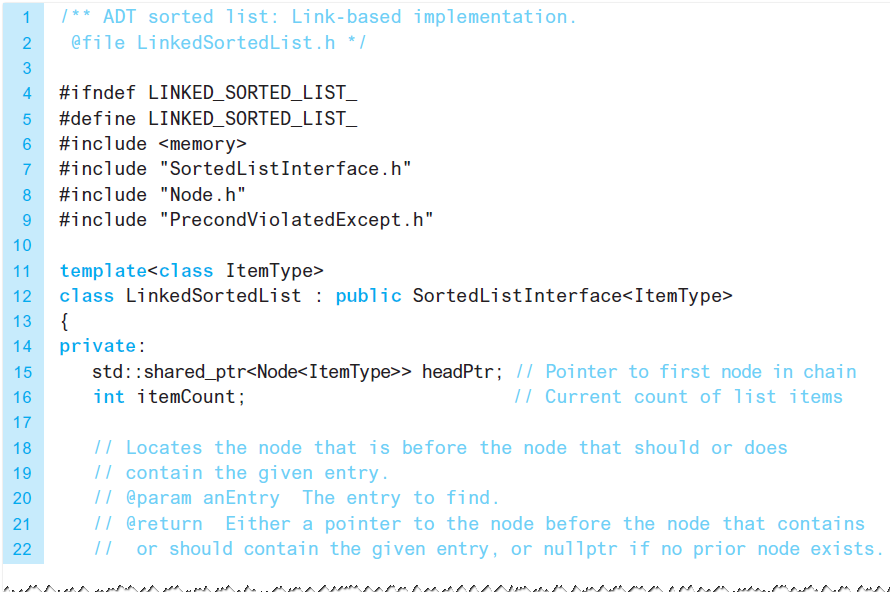 1 /** ADT sorted list: Link-based implementation.
2 @file LinkedSortedList.h */
3
4 #ifndef LINKED_SORTED_LIST_
5 #define LINKED_SORTED_LIST_
6 #include <memory>
7 #include "SortedListInterface.h"
8 #include "Node.h"
9 #include "PrecondViolatedExcept.h"
10
11 template<class ItemType>
12 class LinkedSortedList : public SortedListInterface<ItemType>
13 {
14 private:
15 std::shared_ptr<Node<ItemType>> headPtr; // Pointer to first node in chain
16 int itemCount; // Current count of list items
17
18 // Locates the node that is before the node that should or does
19 // contain the given entry.
20 // @param anEntry The entry to find.
21 // @return Either a pointer to the node before the node that contains
22 // or should contain the given entry, or nullptr if no prior node exists.